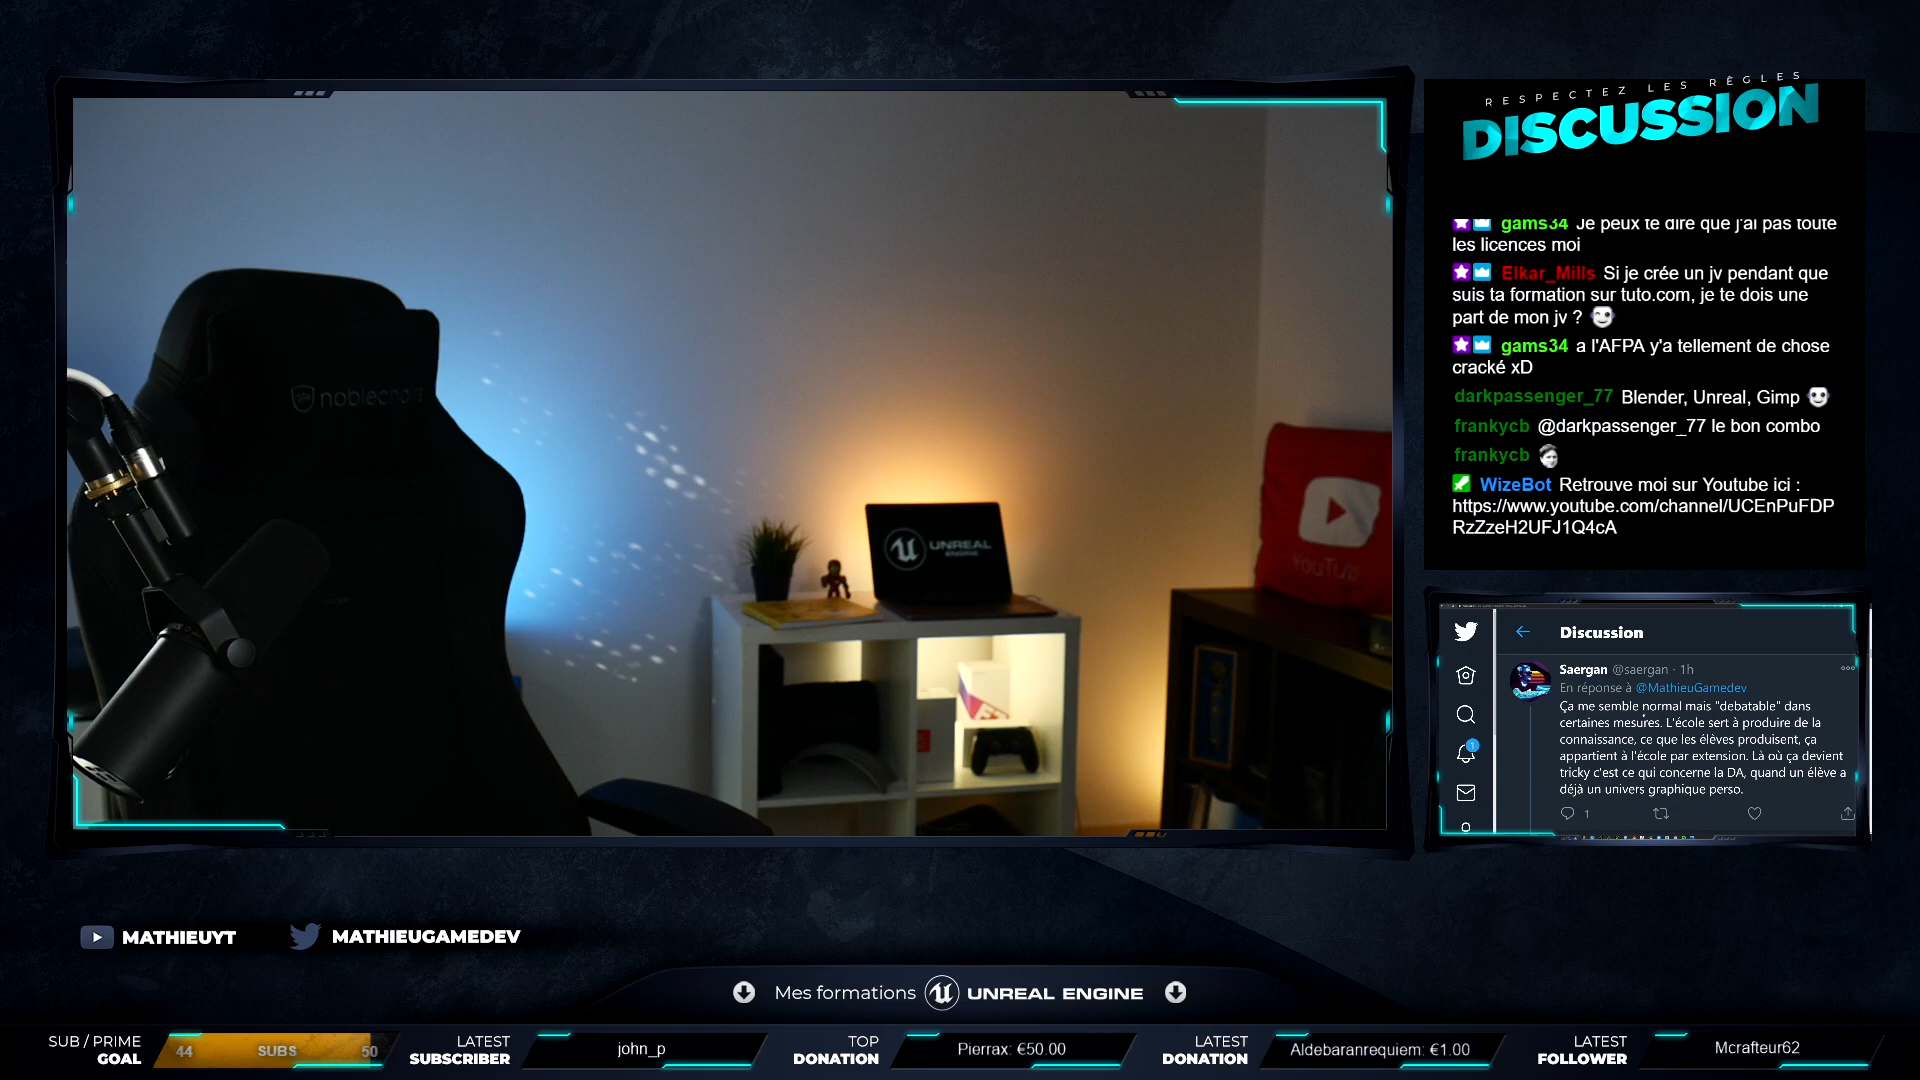 RESPECTEZ LES RÈGLES
DISCUSSION
gams34 Je peux te dire que j'ai pas toute
les licences moi
Elkar_Mills Si je crée un jv pendant que
suis ta formation sur tuto.com, je te dois une
part de mon jv ?
gams34 a l'AFPA y'a tellement de chose
cracké xD
darkpassenger_77 Blender, Unreal, Gimp
frankycb @darkpassenger_77 le bon combo
frankycb
WizeBot Retrouve moi sur Youtube ici :
https://www.youtube.com/channel/UCEnPuFDP
RzZzeH2UFJ1Q4cA
noblechairs
UNREAL
ENGINE
YouTube
Discussion
Saergan @saergan · 1h
En réponse à @MathieuGamedev
Ça me semble normal mais "debatable" dans
certaines mesures. L'école sert à produire de la
connaissance, ce que les élèves produisent, ça
appartient à l'école par extension. Là où ça devient
tricky c'est ce qui concerne la DA, quand un élève a
déjà un univers graphique perso.
1
1
MATHIEUYT
MATHIEUGAMEDEV
Mes formations UNREAL ENGINE
SUB / PRIME
GOAL
44 SUBS 50
LATEST
SUBSCRIBER
john_p
TOP
DONATION
Pierrax: €50.00
LATEST
DONATION
Aldebaranrequiem: €1.00
LATEST
FOLLOWER
Mcrafteur62